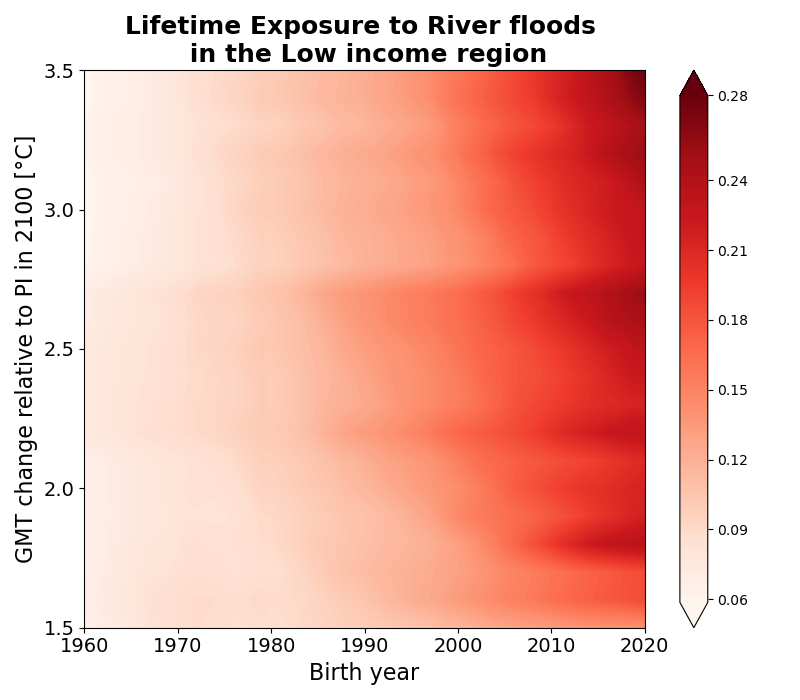 Lifetime Exposure to River floods
in the Low income region
GMT change relative to PI in 2100 [°C]
3.5
3.0
2.5
2.0
1.5
1960 1970 1980 1990 2000 2010 2020
Birth year
0.28
0.24
0.21
0.18
0.15
0.12
0.09
0.06